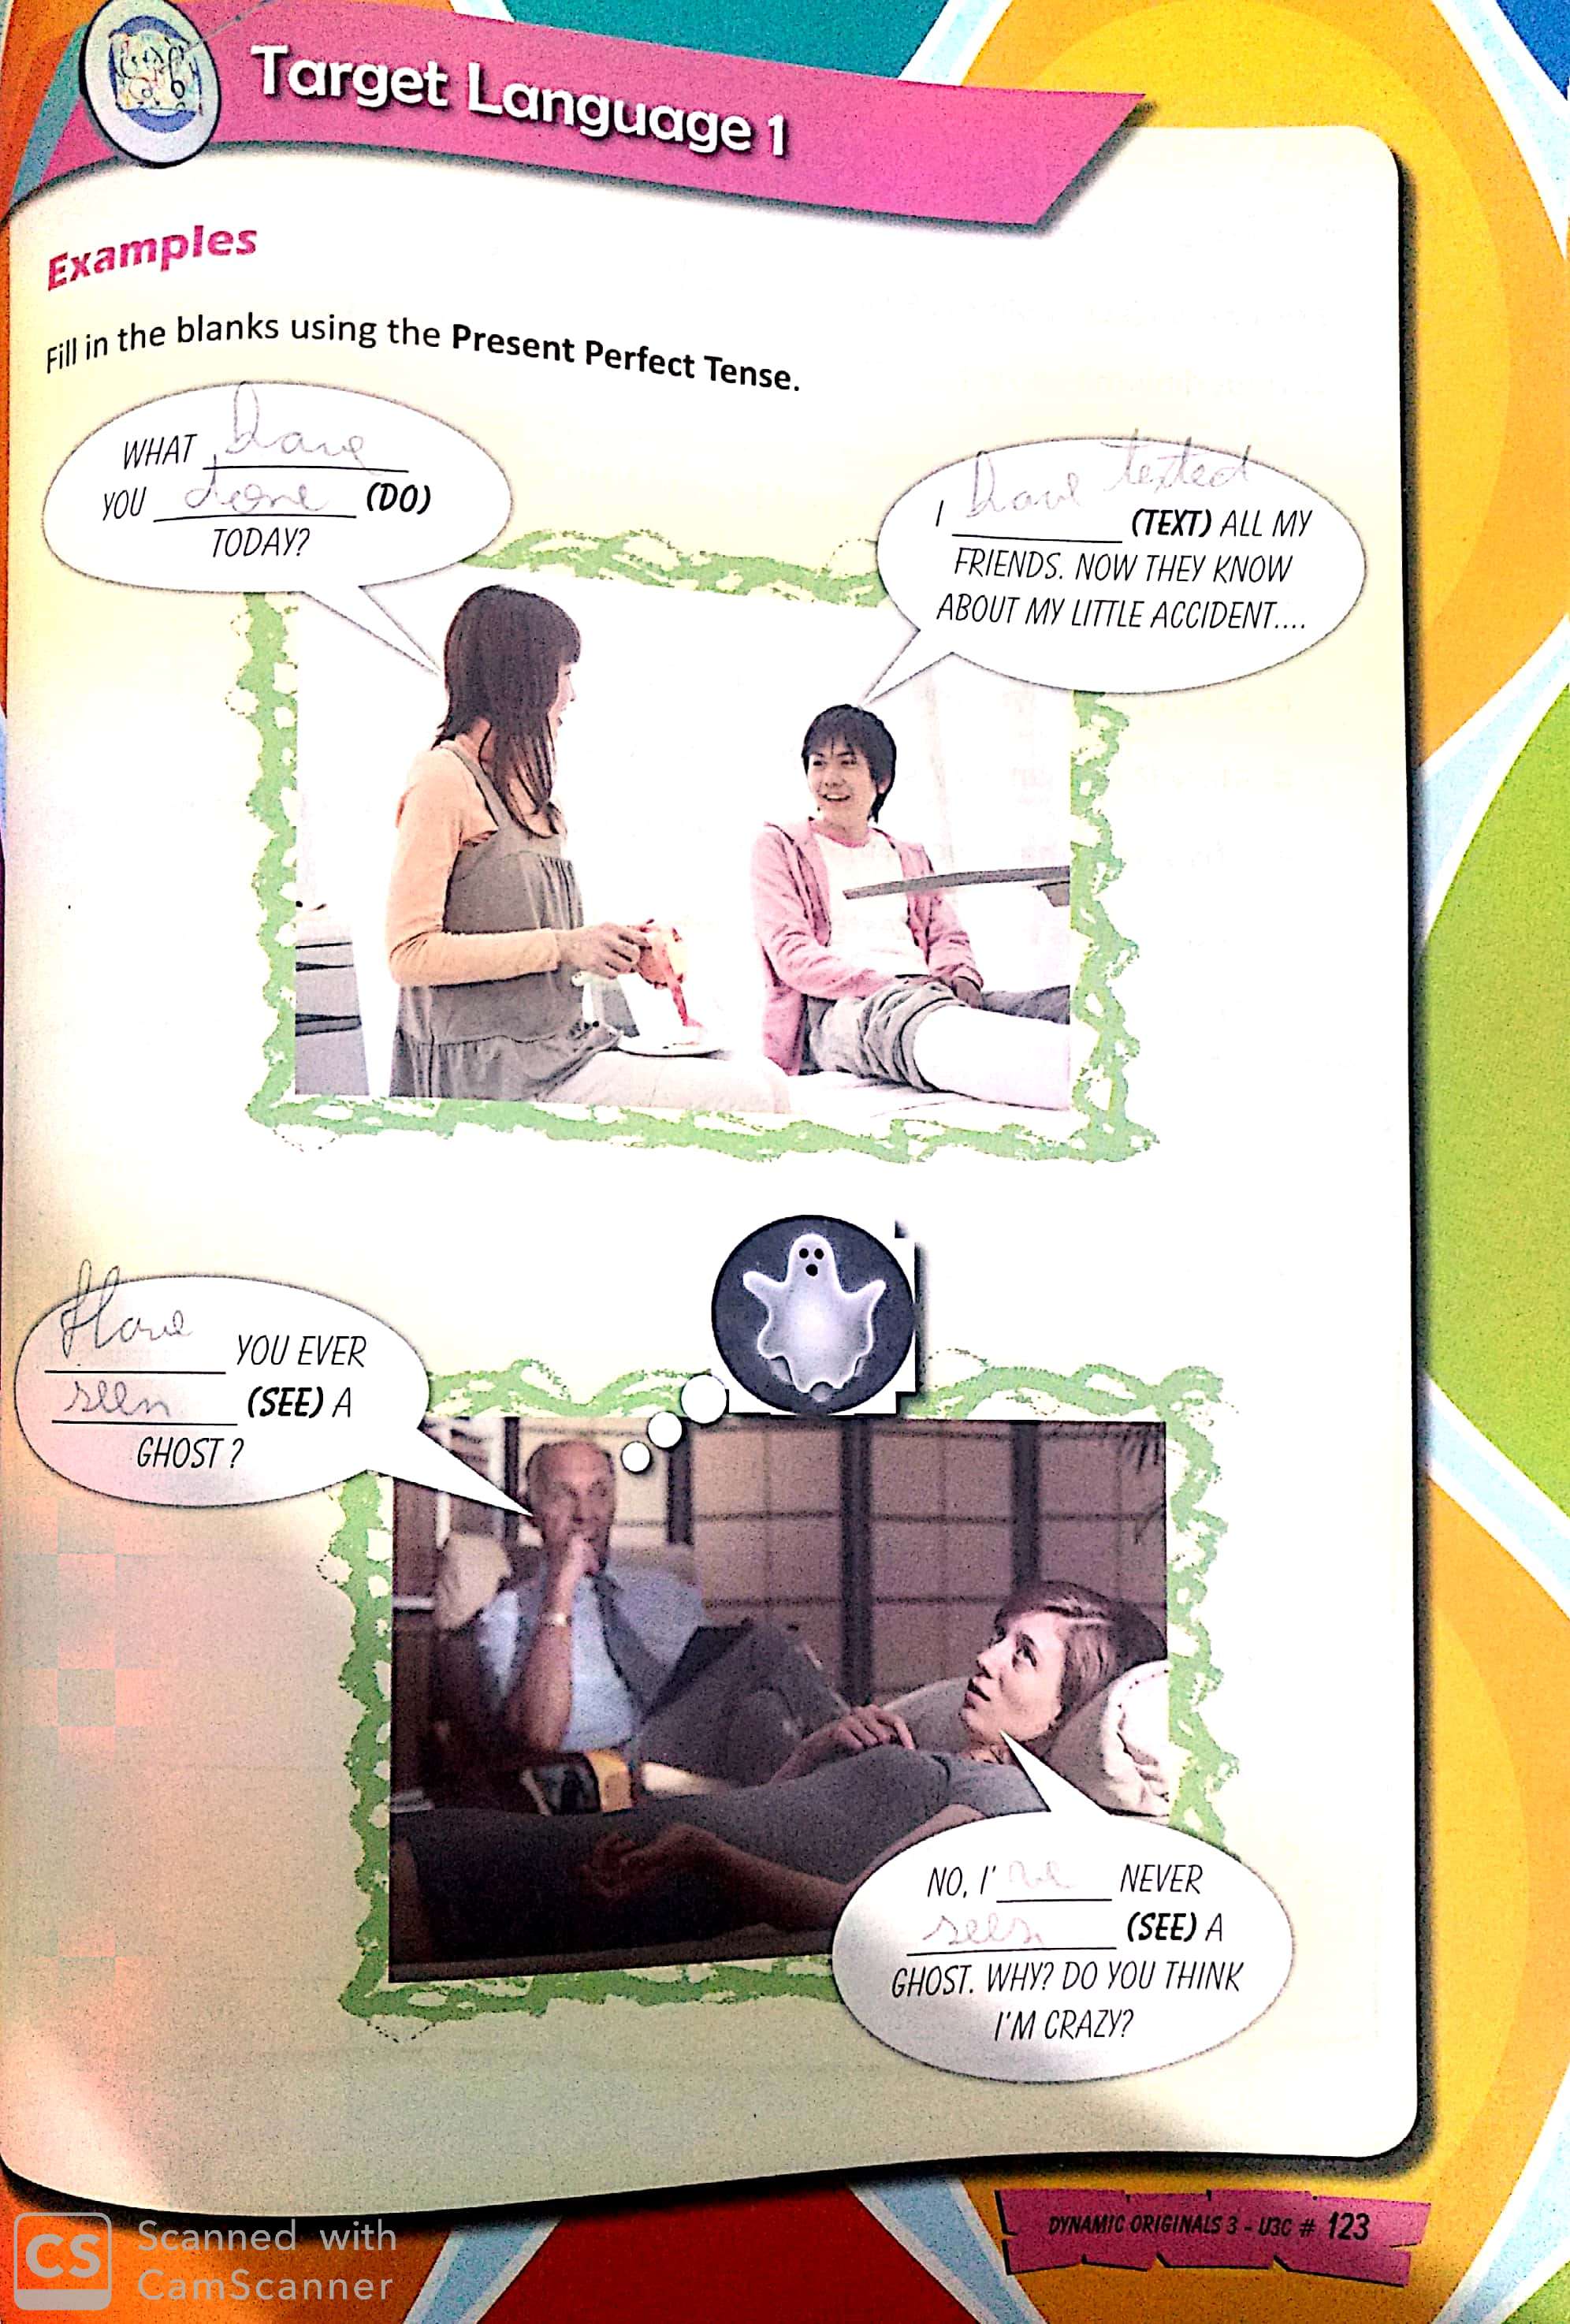 Target Language 1
Examples
Fill in the blanks using the Present Perfect Tense.
WHAT have
YOU done (DO)
TODAY?
I have texted (TEXT) ALL MY
FRIENDS. NOW THEY KNOW
ABOUT MY LITTLE ACCIDENT....
Have YOU EVER
seen (SEE) A
GHOST ?
NO, I' ve NEVER
seen (SEE) A
GHOST. WHY? DO YOU THINK
I'M CRAZY?
DYNAMIC ORIGINALS 3 - U3C # 123
CS Scanned with
CamScanner